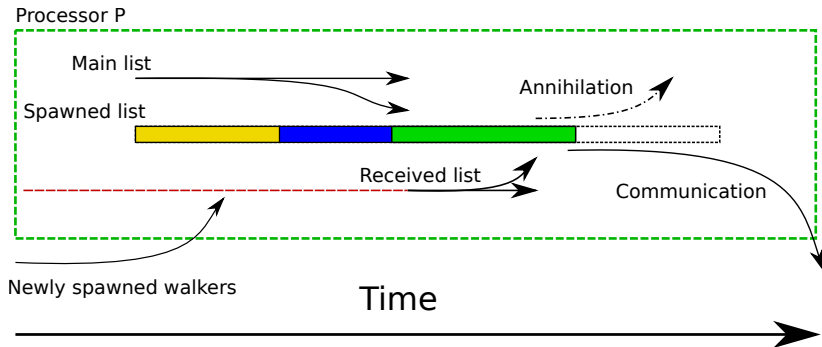 Processor P
Main list
Annihilation
Spawned list
Received list
Communication
Newly spawned walkers
Time